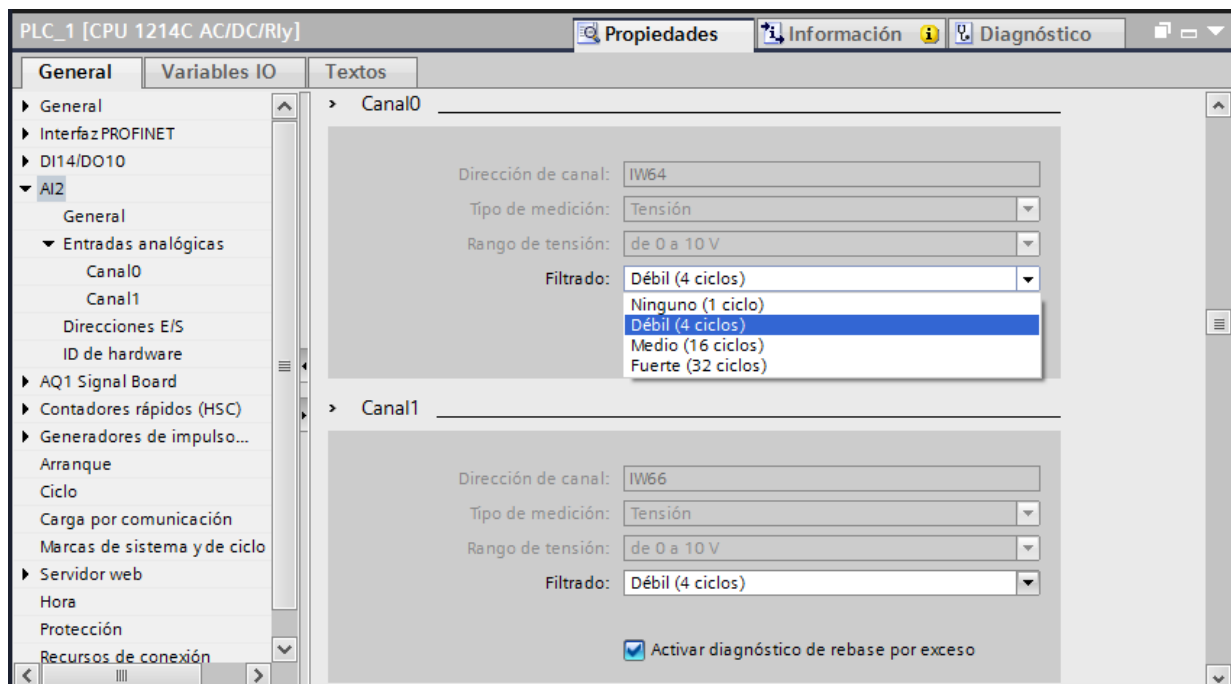 PLC_1 [CPU 1214C AC/DC/Rly]
Propiedades
Información
Diagnóstico
General
Variables IO
Textos
General
Interfaz PROFINET
DI14/DO10
AI2
General
Entradas analógicas
Canal0
Canal1
Direcciones E/S
ID de hardware
AQ1 Signal Board
Contadores rápidos (HSC)
Generadores de impulso...
Arranque
Ciclo
Carga por comunicación
Marcas de sistema y de ciclo
Servidor web
Hora
Protección
Recursos de conexión
Canal0
Dirección de canal: IW64
Tipo de medición: Tensión
Rango de tensión: de 0 a 10 V
Filtrado: Débil (4 ciclos)
Ninguno (1 ciclo)
Débil (4 ciclos)
Medio (16 ciclos)
Fuerte (32 ciclos)
Canal1
Dirección de canal: IW66
Tipo de medición: Tensión
Rango de tensión: de 0 a 10 V
Filtrado: Débil (4 ciclos)
Activar diagnóstico de rebase por exceso